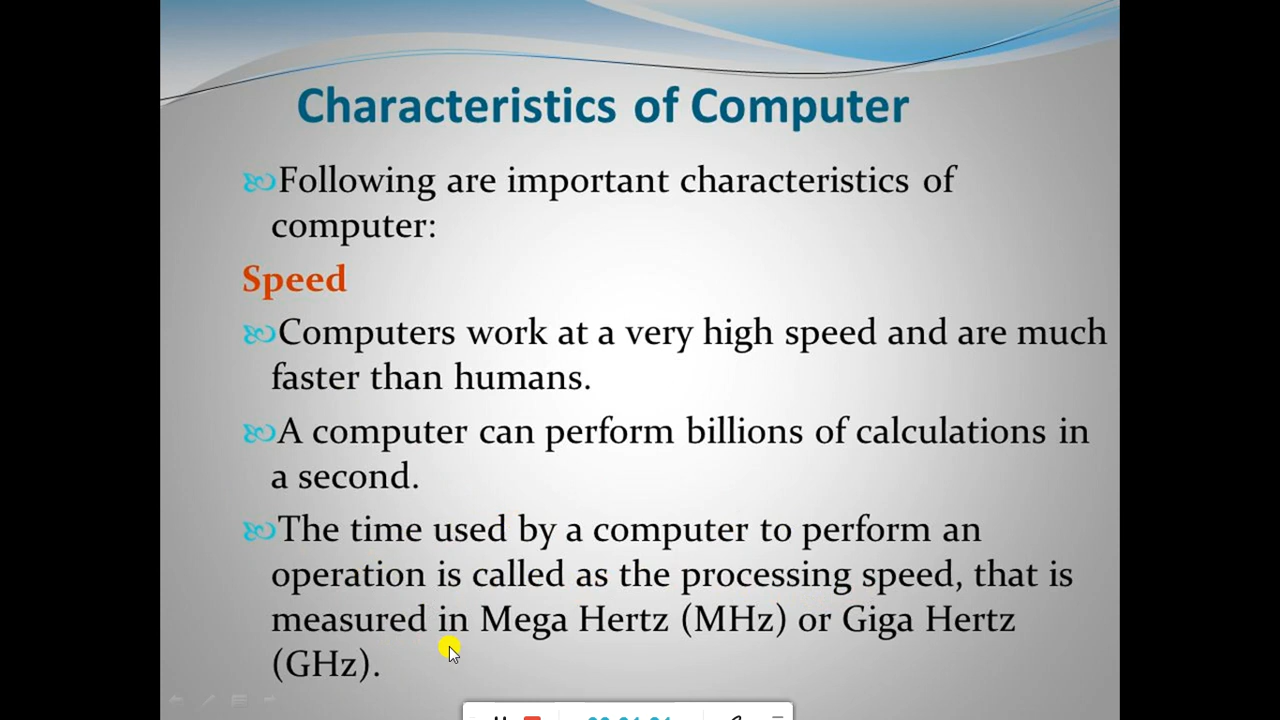 Characteristics of Computer
Following are important characteristics of
computer:
Speed
Computers work at a very high speed and are much
faster than humans.
A computer can perform billions of calculations in
a second.
The time used by a computer to perform an
operation is called as the processing speed, that is
measured in Mega Hertz (MHz) or Giga Hertz
(GHz).